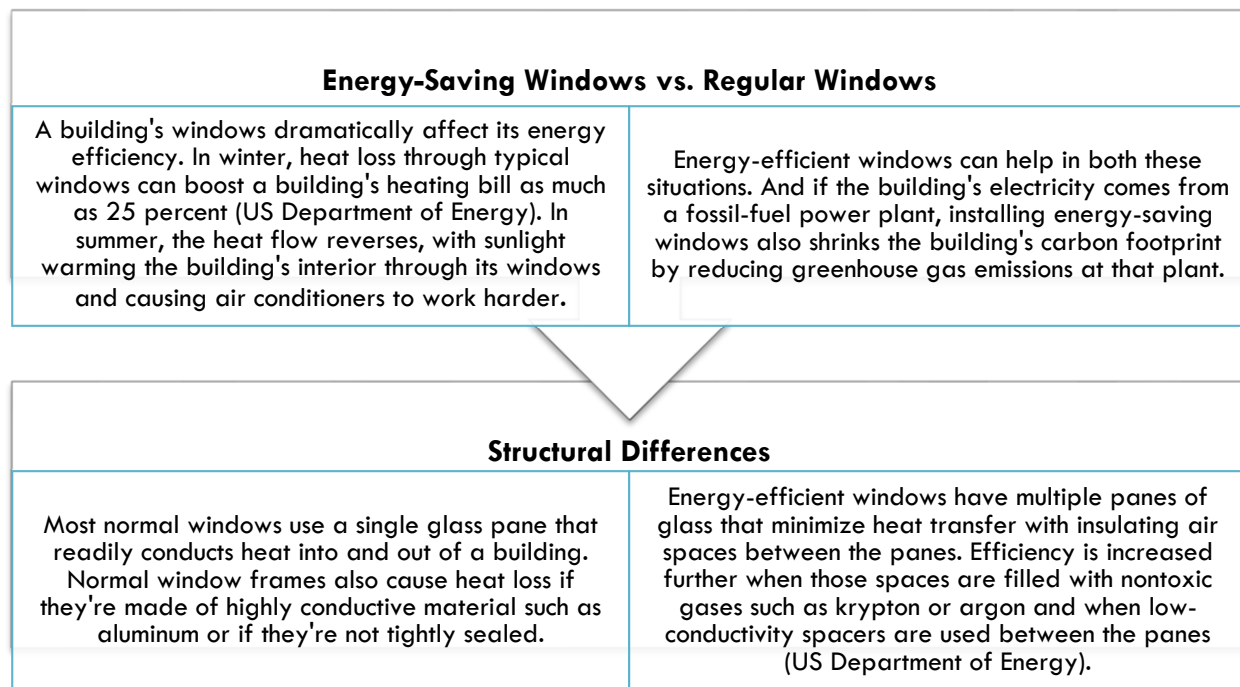 Energy-Saving Windows vs. Regular Windows
A building's windows dramatically affect its energy
efficiency. In winter, heat loss through typical
windows can boost a building's heating bill as much
as 25 percent (US Department of Energy). In
summer, the heat flow reverses, with sunlight
warming the building's interior through its windows
and causing air conditioners to work harder.
Energy-efficient windows can help in both these
situations. And if the building's electricity comes from
a fossil-fuel power plant, installing energy-saving
windows also shrinks the building's carbon footprint
by reducing greenhouse gas emissions at that plant.
Structural Differences
Most normal windows use a single glass pane that
readily conducts heat into and out of a building.
Normal window frames also cause heat loss if
they're made of highly conductive material such as
aluminum or if they're not tightly sealed.
Energy-efficient windows have multiple panes of
glass that minimize heat transfer with insulating air
spaces between the panes. Efficiency is increased
further when those spaces are filled with nontoxic
gases such as krypton or argon and when low-
conductivity spacers are used between the panes
(US Department of Energy).